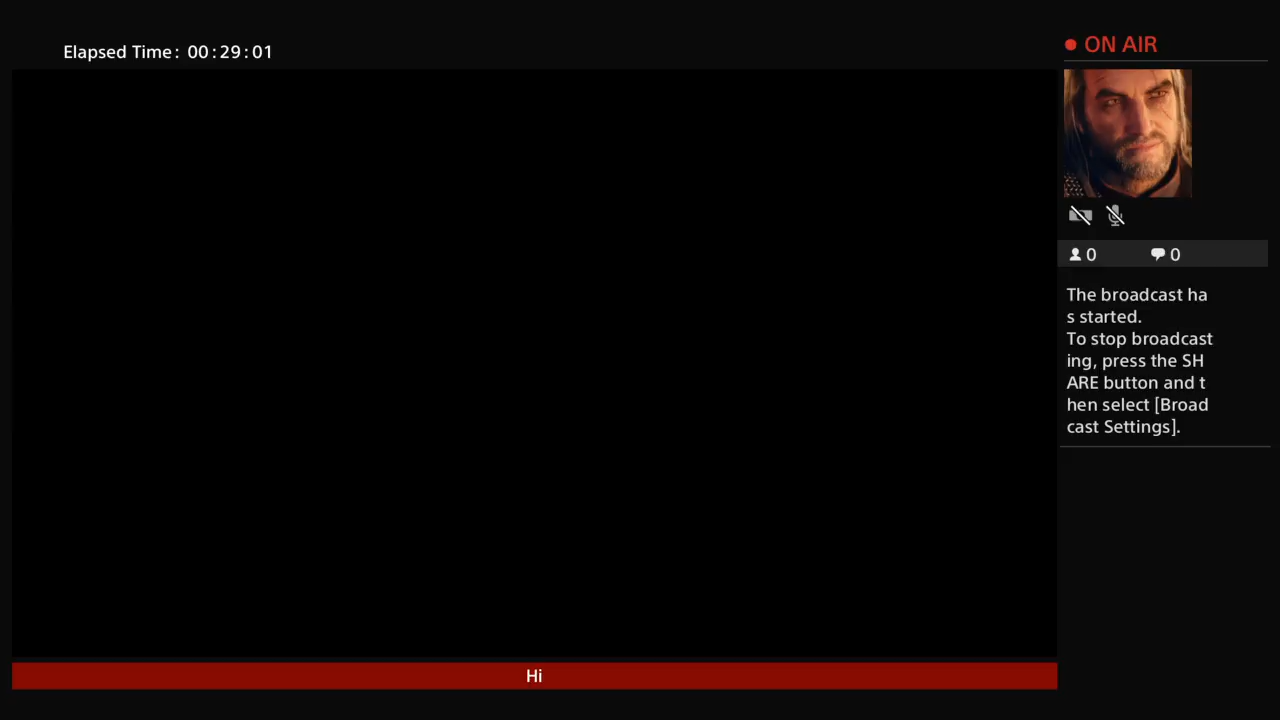 Elapsed Time: 00:29:01
ON AIR
0 0
The broadcast ha
s started.
To stop broadcast
ing, press the SH
ARE button and t
hen select [Broad
cast Settings].
Hi